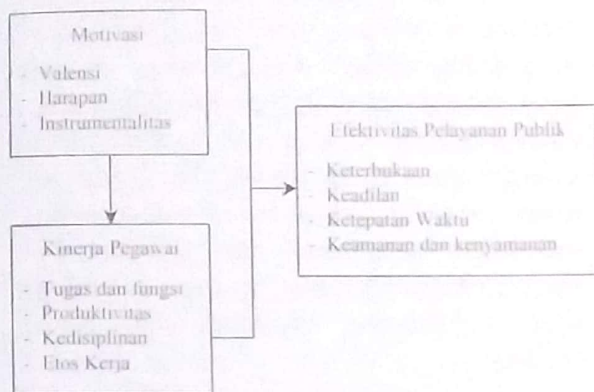 Motivasi
- Valensi
- Harapan
- Instrumentalitas
Efektivitas Pelayanan Publik
- Keterbukaan
- Keadilan
- Ketepatan Waktu
- Keamanan dan kenyamanan
Kinerja Pegawai
- Tugas dan fungsi
- Produktivitas
- Kedisiplinan
- Etos Kerja